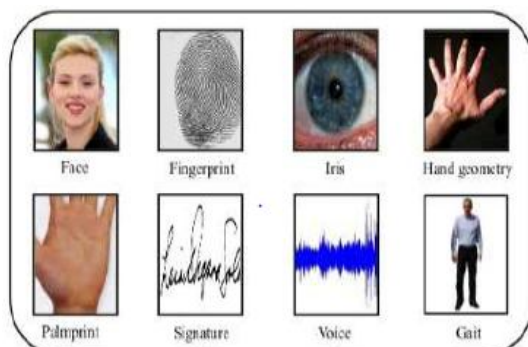 Face
Fingerprint
Iris
Hand geometry
Palmprint
Signature
Voice
Gait